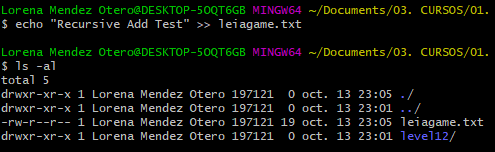 Lorena Mendez Otero@DESKTOP-5OQT6GB MINGW64 ~/Documents/03. CURSOS/01.
$ echo "Recursive Add Test" >> leiagame.txt
Lorena Mendez Otero@DESKTOP-5OQT6GB MINGW64 ~/Documents/03. CURSOS/01.
$ ls -al
total 5
drwxr-xr-x 1 Lorena Mendez Otero 197121  0 oct. 13 23:05 ./
drwxr-xr-x 1 Lorena Mendez Otero 197121  0 oct. 13 23:01 ../
-rw-r--r-- 1 Lorena Mendez Otero 197121 19 oct. 13 23:05 leiagame.txt
drwxr-xr-x 1 Lorena Mendez Otero 197121  0 oct. 13 23:01 level12/